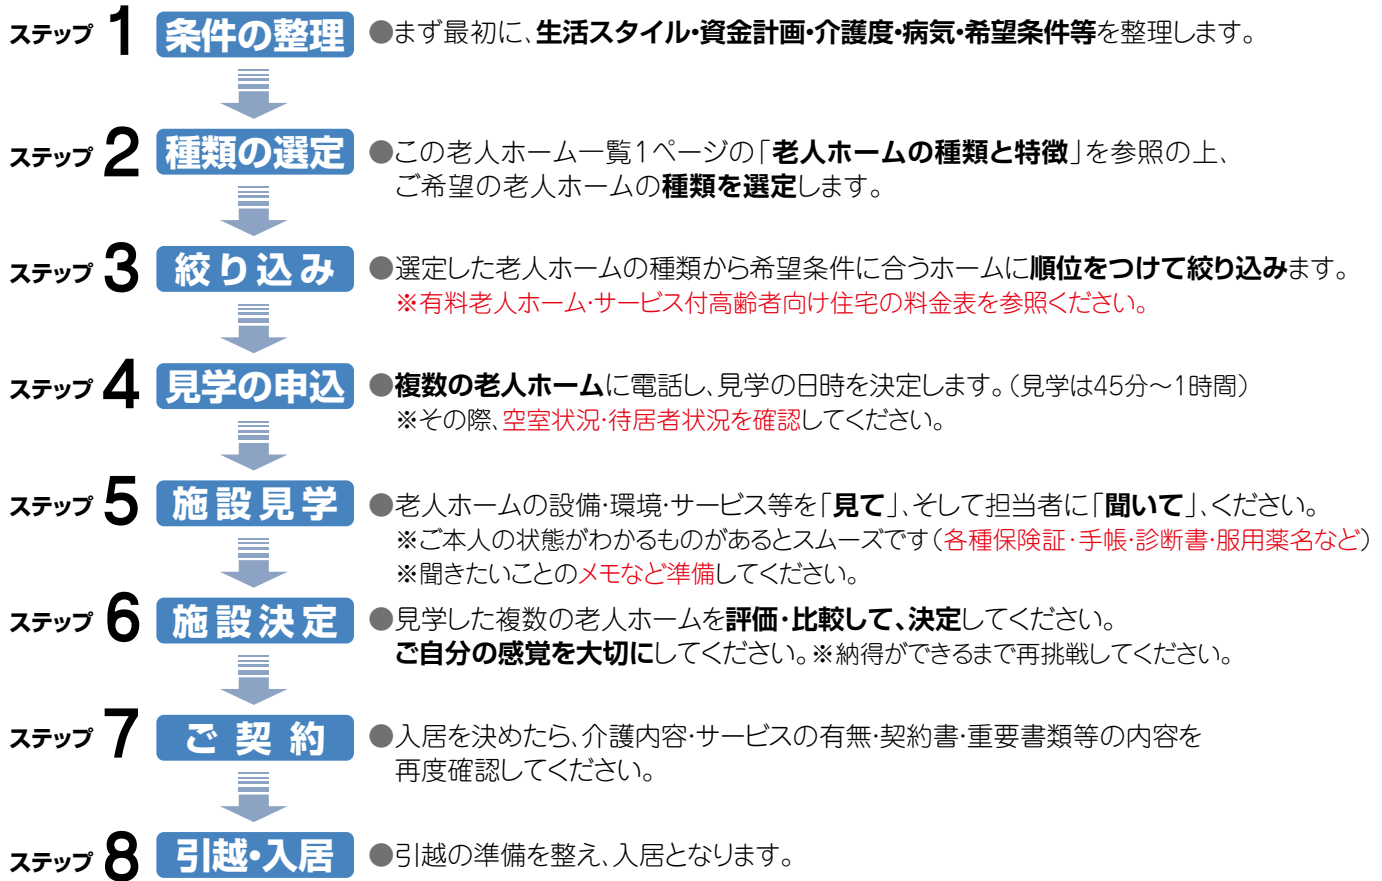 ステップ 1 条件の整理 ●まず最初に、生活スタイル・資金計画・介護度・病気・希望条件等を整理します。
ステップ 2 種類の選定 ●この老人ホーム一覧1ページの「老人ホームの種類と特徴」を参照の上、
ご希望の老人ホームの種類を選定します。
ステップ 3 絞り込み ●選定した老人ホームの種類から希望条件に合うホームに順位をつけて絞り込みます。
※有料老人ホーム・サービス付高齢者向け住宅の料金表を参照ください。
ステップ 4 見学の申込 ●複数の老人ホームに電話し、見学の日時を決定します。(見学は45分～1時間)
※その際、空室状況・待居者状況を確認してください。
ステップ 5 施設見学 ●老人ホームの設備・環境・サービス等を「見て」、そして担当者に「聞いて」、ください。
※ご本人の状態がわかるものがあるとスムーズです(各種保険証・手帳・診断書・服用薬名など)
※聞きたいことのメモなど準備してください。
ステップ 6 施設決定 ●見学した複数の老人ホームを評価・比較して、決定してください。
ご自分の感覚を大切にしてください。※納得ができるまで再挑戦してください。
ステップ 7 ご契約 ●入居を決めたら、介護内容・サービスの有無・契約書・重要書類等の内容を
再度確認してください。
ステップ 8 引越・入居 ●引越の準備を整え、入居となります。